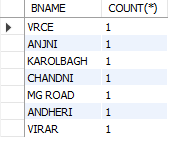 BNAME COUNT(*)
VRCE 1
ANJNI 1
KAROLBAGH 1
CHANDNI 1
MG ROAD 1
ANDHERI 1
VIRAR 1